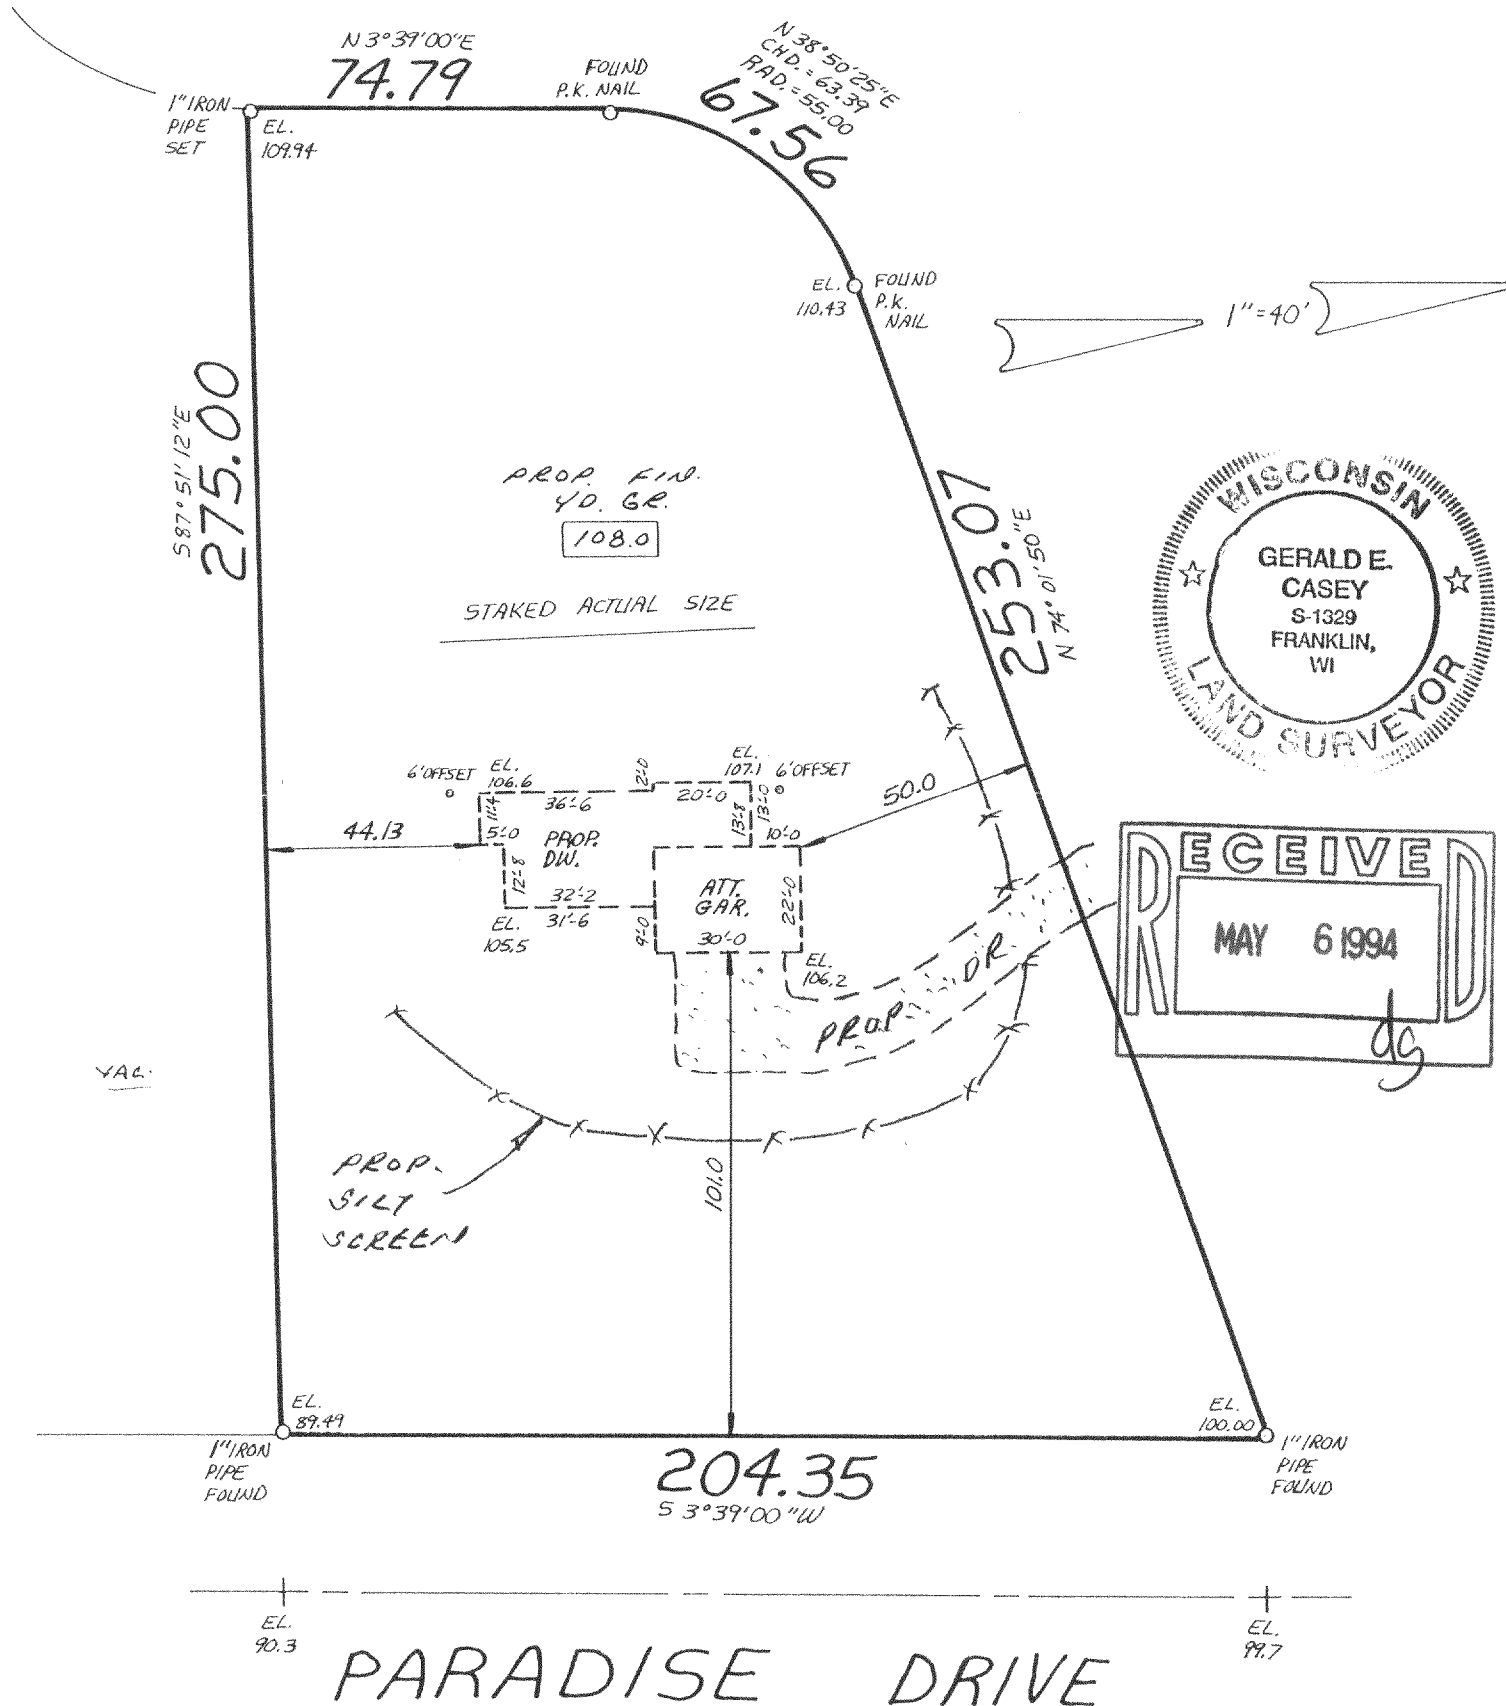 N 3°39'00"E
74.79
FOUND
P.K. NAIL
N 38°50'25"E
CHD. = 63.39
RAD. = 55.00
67.56
1" IRON
PIPE
SET
EL.
109.94
EL.
110.43
FOUND
P.K.
NAIL
1"=40'
S 87°51'12"E
275.00
PROP. FIN.
YD. GR.
108.0
STAKED ACTUAL SIZE
253.07
N 74°01'50"E
WISCONSIN
GERALD E.
CASEY
S-1329
FRANKLIN,
WI
LAND SURVEYOR
6' OFFSET
EL.
106.6
36'-6
2'-0
EL.
107.1
6' OFFSET
20'-0
13'-8
13'-0
10'-0
50.0
44.13
11'-4
5'-0
PROP.
DW.
12'-8
32'-2
31'-6
EL.
105.5
9'-0
ATT.
GAR.
22'-0
30'-0
EL.
106.2
PROP. DR
RECEIVED
MAY 6 1994
dg
VAC.
PROP.
SILT
SCREEN
101.0
EL.
89.49
1" IRON
PIPE
FOUND
204.35
S 3°39'00"W
EL.
100.00
1" IRON
PIPE
FOUND
EL.
90.3
EL.
99.7
PARADISE DRIVE